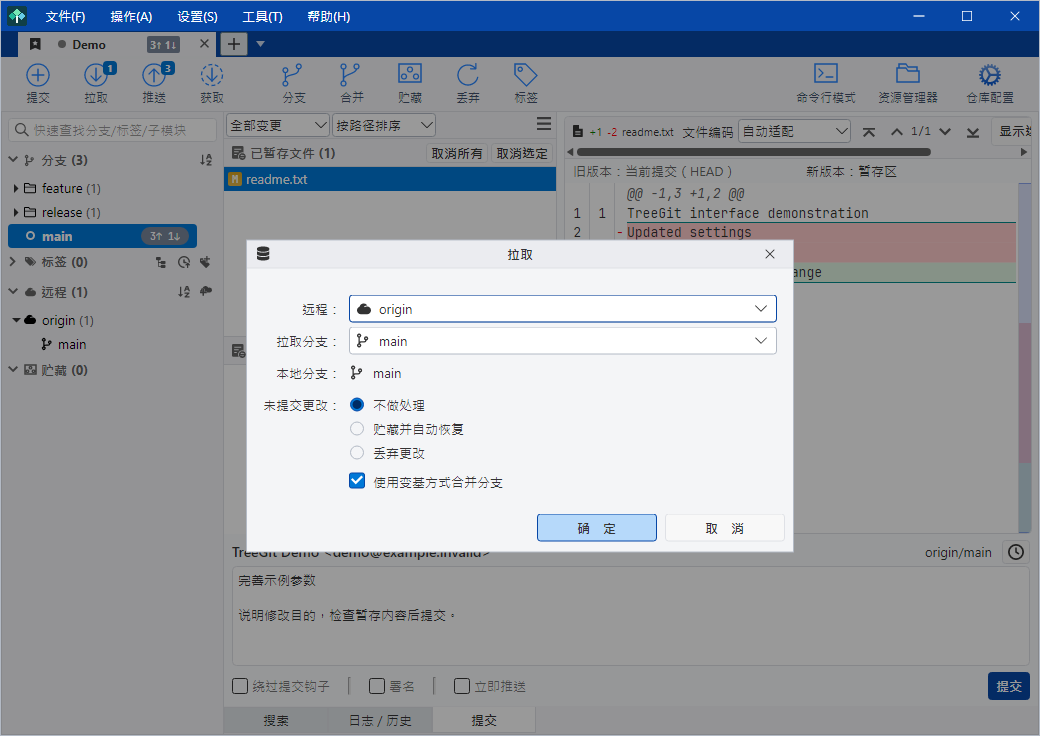 文件(F) 操作(A) 设置(S) 工具(T) 帮助(H)
Demo 3↑ 1↓
提交 拉取 1 推送 3 获取 分支 合并 贮藏 丢弃 标签 命令行模式 资源管理器 仓库配置
快速查找分支/标签/子模块
全部变更 按路径排序
+1 -2 readme.txt 文件编码 自动适配 1/1
分支 (3)
已暂存文件 (1) 取消所有 取消选定
旧版本：当前提交（HEAD） 新版本：暂存区
feature (1)
M readme.txt
@@ -1,3 +1,2 @@
release (1)
1 1 TreeGit interface demonstration
main 3↑ 1↓
2 -Updated settings
标签 (0)
远程 (1)
origin (1)
main
贮藏 (0)
拉取
远程： origin
拉取分支： main
本地分支： main
未提交更改： 不做处理
贮藏并自动恢复
丢弃更改
使用变基方式合并分支
确 定 取 消
TreeGit Demo <demo@example.invalid> origin/main
完善示例参数
说明修改目的，检查暂存内容后提交。
绕过提交钩子 署名 立即推送 提交
搜索 日志 / 历史 提交